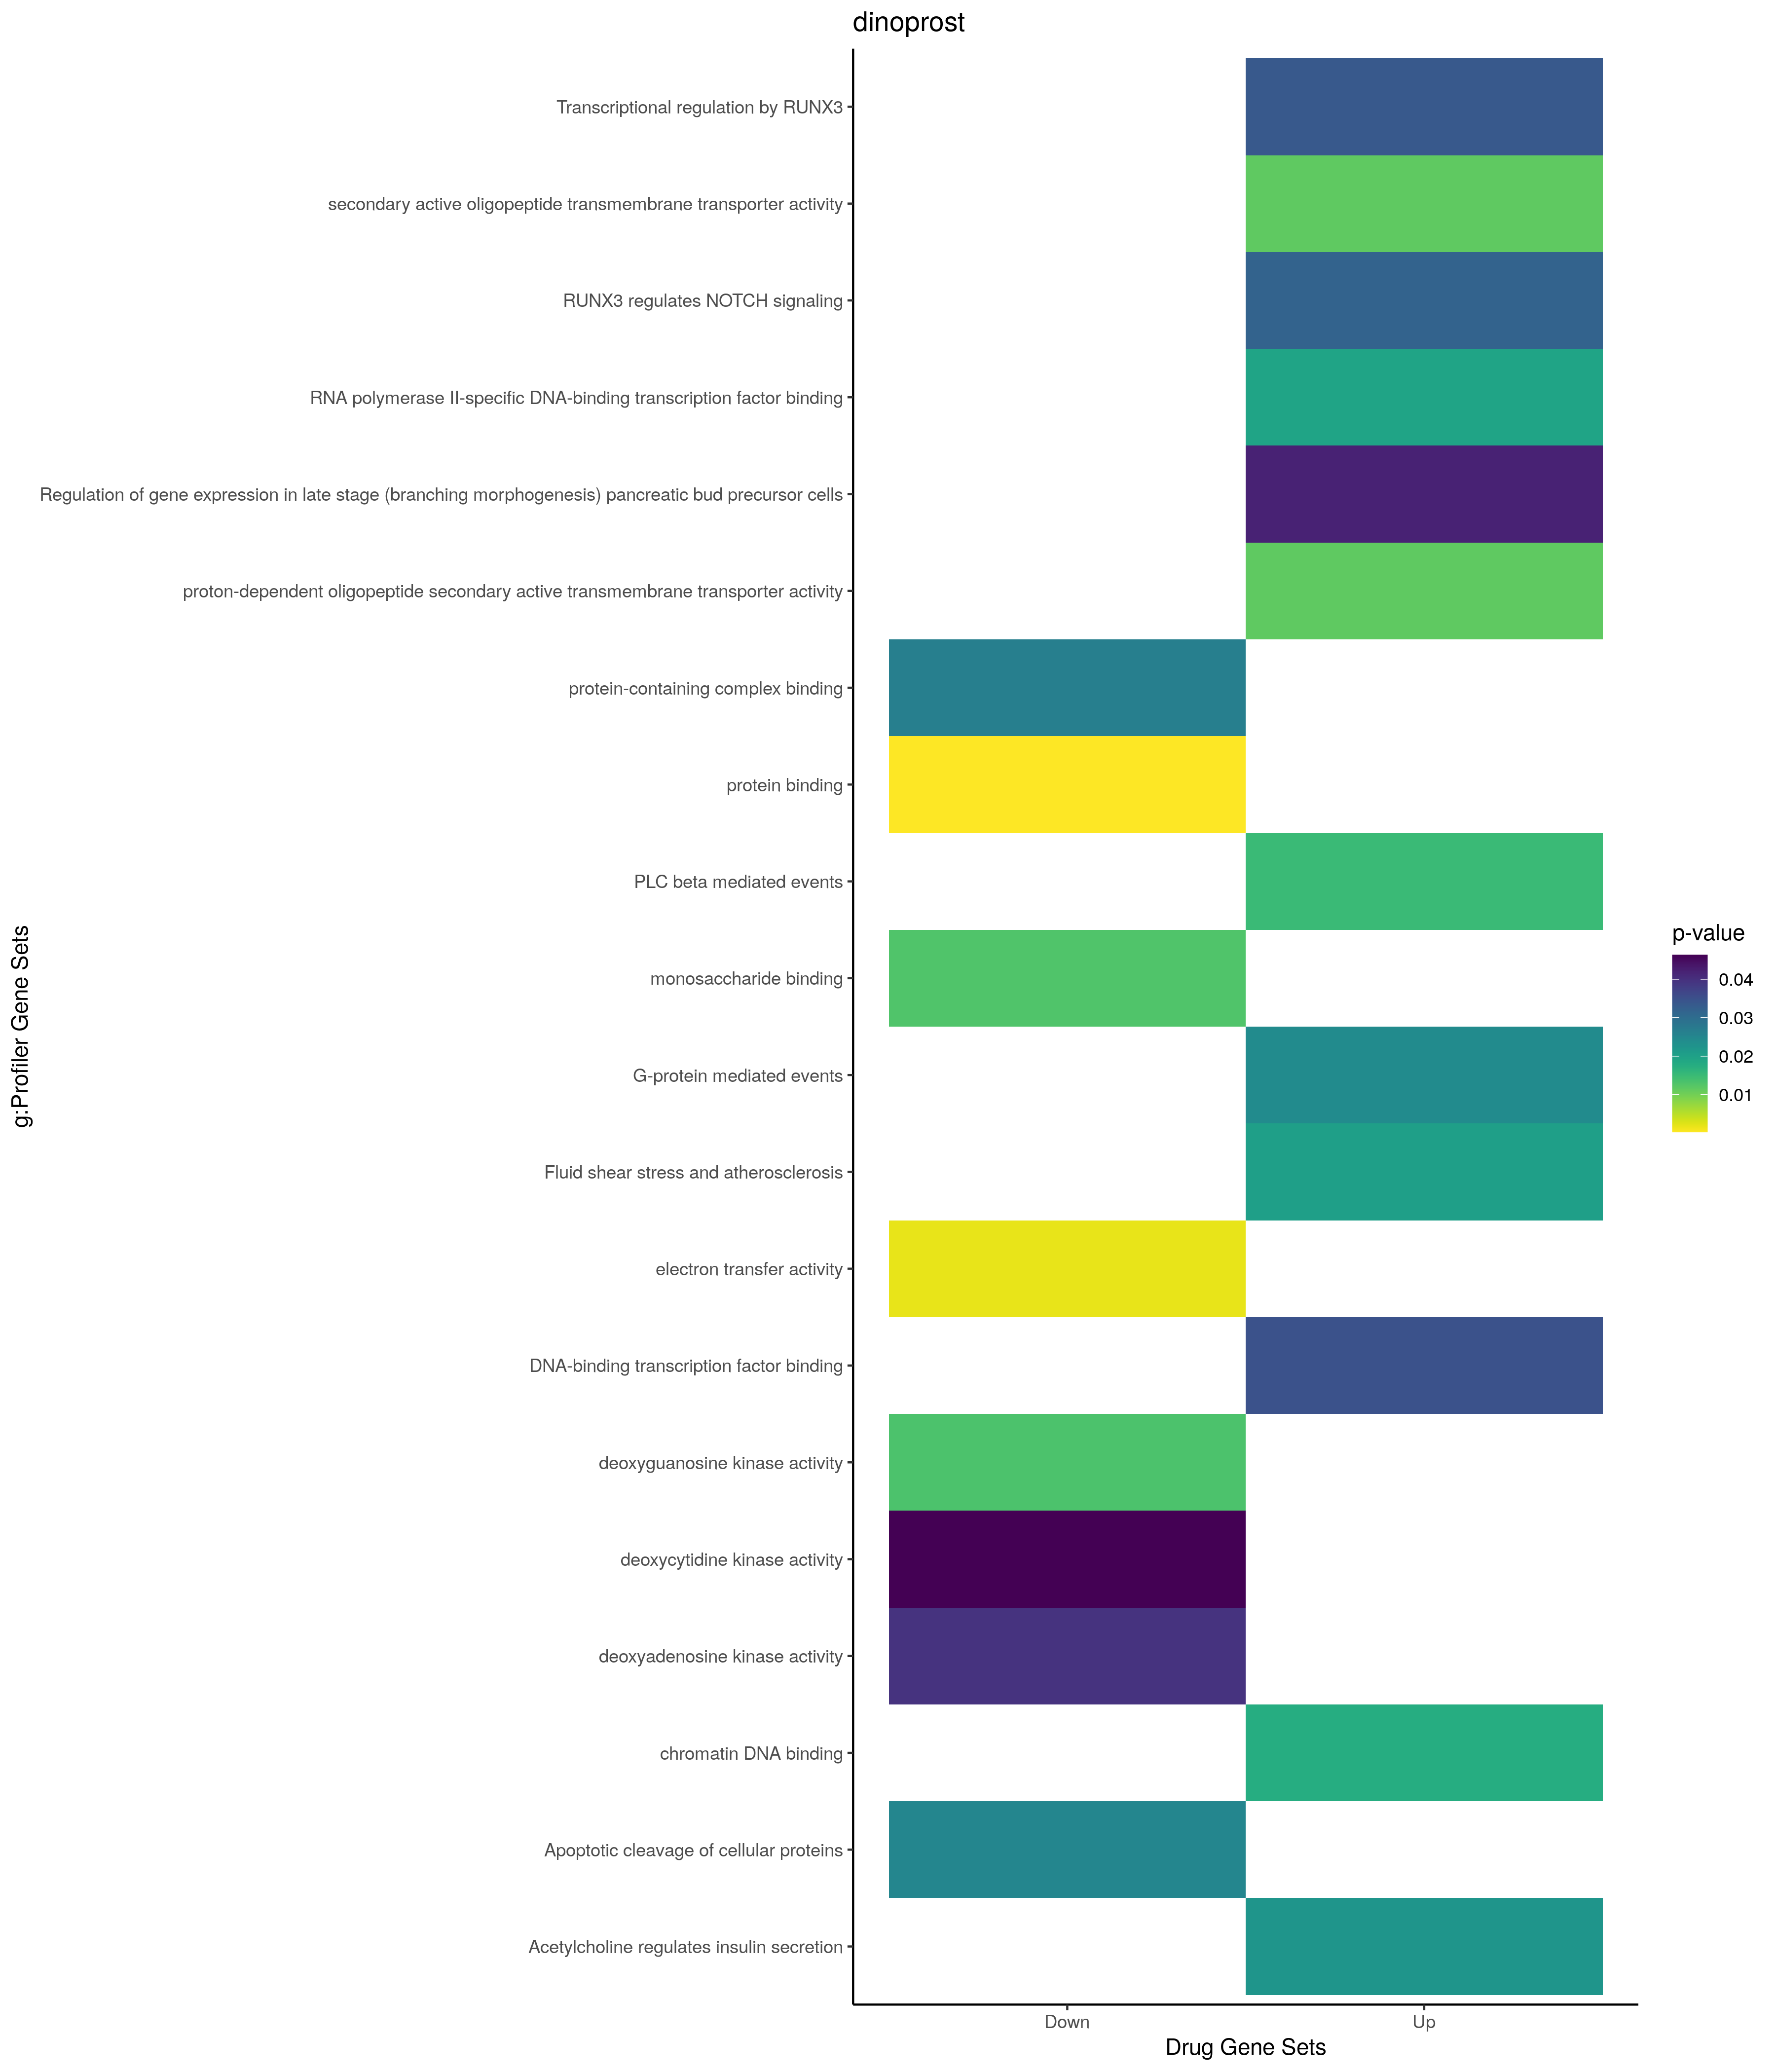 dinoprost
Transcriptional regulation by RUNX3
secondary active oligopeptide transmembrane transporter activity
RUNX3 regulates NOTCH signaling
RNA polymerase II-specific DNA-binding transcription factor binding
Regulation of gene expression in late stage (branching morphogenesis) pancreatic bud precursor cells
proton-dependent oligopeptide secondary active transmembrane transporter activity
protein-containing complex binding
protein binding
PLC beta mediated events
monosaccharide binding
G-protein mediated events
Fluid shear stress and atherosclerosis
electron transfer activity
DNA-binding transcription factor binding
deoxyguanosine kinase activity
deoxycytidine kinase activity
deoxyadenosine kinase activity
chromatin DNA binding
Apoptotic cleavage of cellular proteins
Acetylcholine regulates insulin secretion
g:Profiler Gene Sets
Down
Up
Drug Gene Sets
p-value
0.04
0.03
0.02
0.01